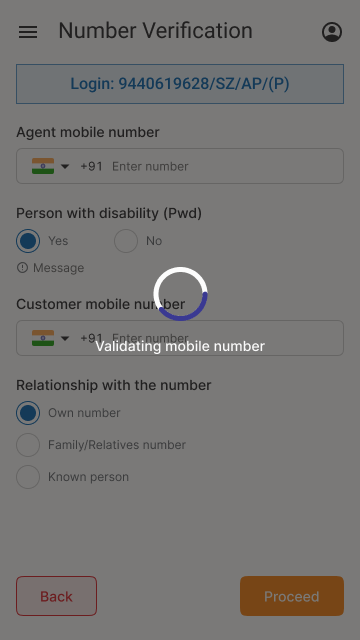 Number Verification
Login: 9440619628/SZ/AP/(P)
Agent mobile number
+91 Enter number
Person with disability (Pwd)
Yes No
Message
Customer mobile number
+91 Enter number
Validating mobile number
Relationship with the number
Own number
Family/Relatives number
Known person
Back Proceed